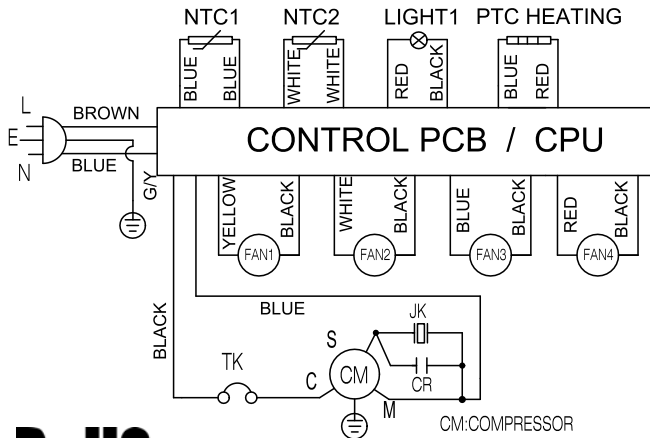 NTC1 NTC2 LIGHT1 PTC HEATING
BLUE BLUE WHITE WHITE RED BLACK BLUE RED
L BROWN
E
N BLUE
G/Y
CONTROL PCB / CPU
YELLOW BLACK WHITE BLACK BLUE BLACK RED BLACK
FAN1 FAN2 FAN3 FAN4
BLACK
BLUE
TK
S
JK
C
CM
CR
M
CM:COMPRESSOR